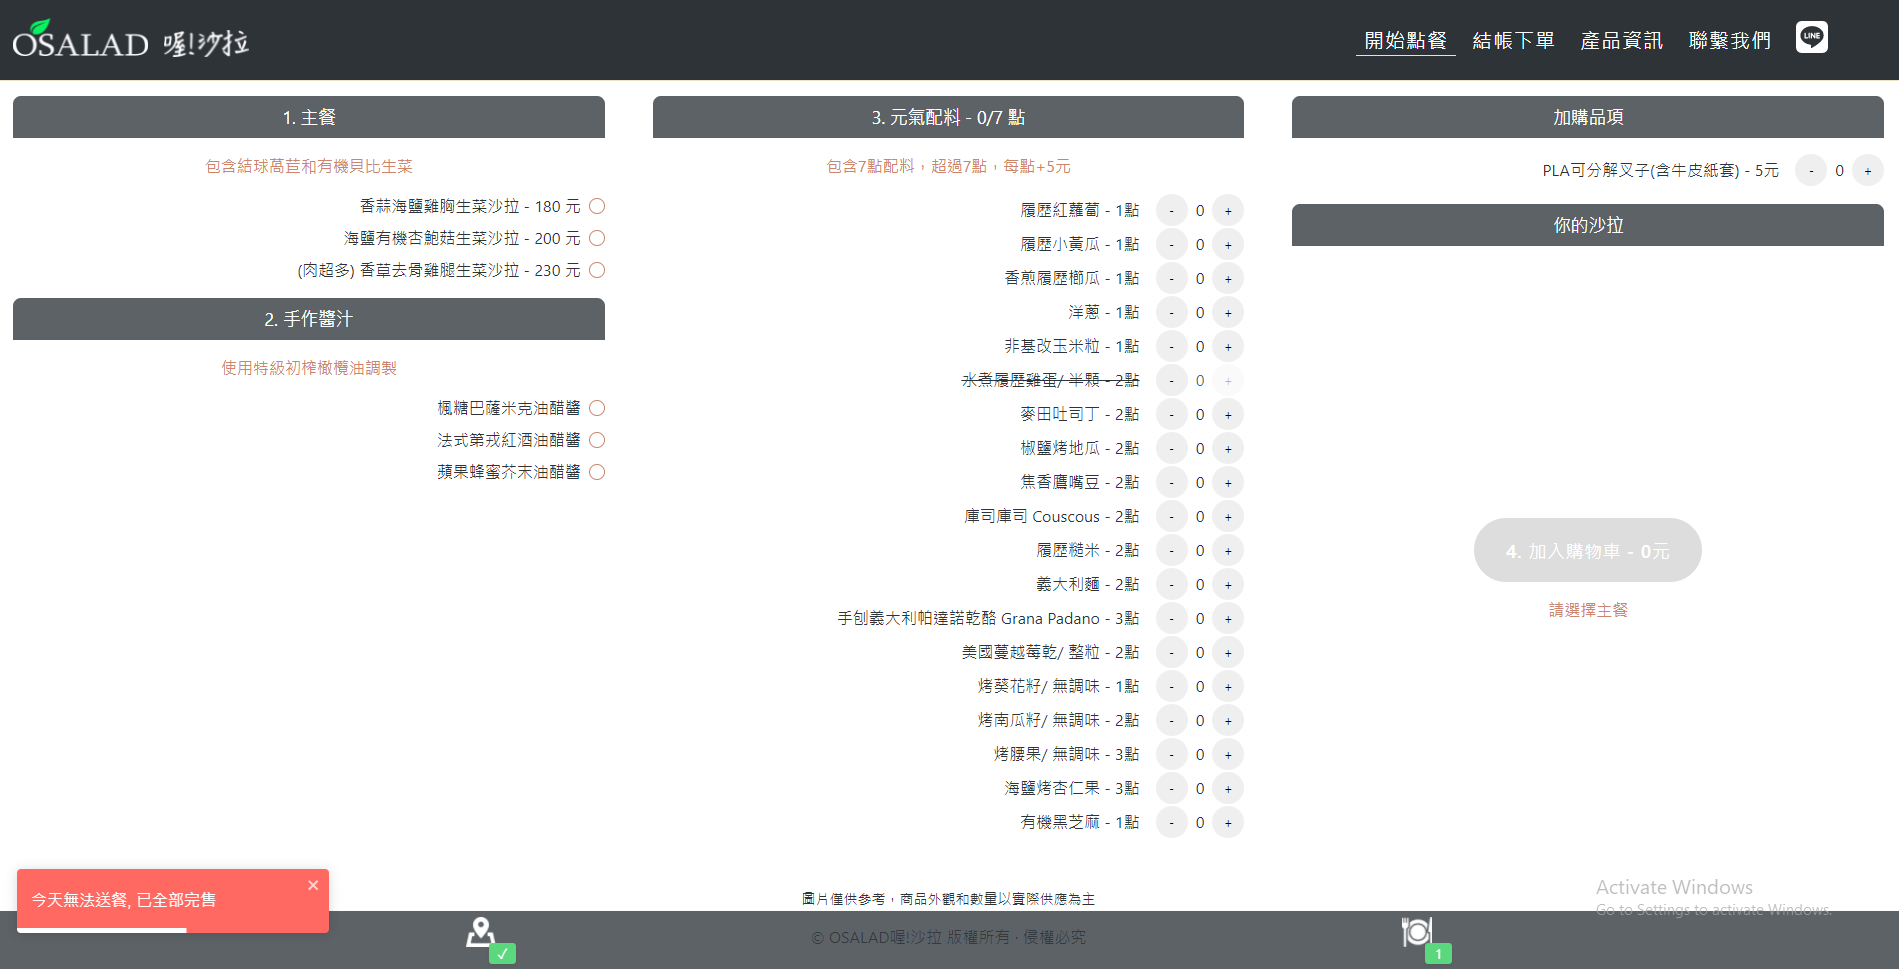 OSALAD 喔!沙拉
開始點餐
結帳下單
產品資訊
聯繫我們
LINE
1. 主餐
包含結球萵苣和有機貝比生菜
香蒜海鹽雞胸生菜沙拉 - 180 元
海鹽有機杏鮑菇生菜沙拉 - 200 元
(肉超多) 香草去骨雞腿生菜沙拉 - 230 元
2. 手作醬汁
使用特級初榨橄欖油調製
楓糖巴薩米克油醋醬
法式第戎紅酒油醋醬
蘋果蜂蜜芥末油醋醬
3. 元氣配料 - 0/7 點
包含7點配料，超過7點，每點+5元
履歷紅蘿蔔 - 1點 - 0 +
履歷小黃瓜 - 1點 - 0 +
香煎履歷櫛瓜 - 1點 - 0 +
洋蔥 - 1點 - 0 +
非基改玉米粒 - 1點 - 0 +
水煮履歷雞蛋/ 半顆 - 2點 - 0 +
麥田吐司丁 - 2點 - 0 +
椒鹽烤地瓜 - 2點 - 0 +
焦香鷹嘴豆 - 2點 - 0 +
庫司庫司 Couscous - 2點 - 0 +
履歷糙米 - 2點 - 0 +
義大利麵 - 2點 - 0 +
手刨義大利帕達諾乾酪 Grana Padano - 3點 - 0 +
美國蔓越莓乾/ 整粒 - 2點 - 0 +
烤葵花籽/ 無調味 - 1點 - 0 +
烤南瓜籽/ 無調味 - 2點 - 0 +
烤腰果/ 無調味 - 3點 - 0 +
海鹽烤杏仁果 - 3點 - 0 +
有機黑芝麻 - 1點 - 0 +
加購品項
PLA可分解叉子(含牛皮紙套) - 5元 - 0 +
你的沙拉
4. 加入購物車 - 0元
請選擇主餐
今天無法送餐, 已全部完售
圖片僅供參考，商品外觀和數量以實際供應為主
© OSALAD喔!沙拉 版權所有 · 侵權必究
1
Activate Windows
Go to Settings to activate Windows.